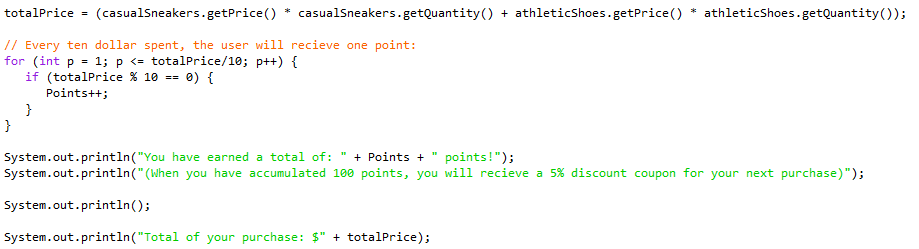 totalPrice = (casualSneakers.getPrice() * casualSneakers.getQuantity() + athleticShoes.getPrice() * athleticShoes.getQuantity());
// Every ten dollar spent, the user will recieve one point:
for (int p = 1; p <= totalPrice/10; p++) {
if (totalPrice % 10 == 0) {
Points++;
}
}
System.out.println("You have earned a total of: " + Points + " points!");
System.out.println("(When you have accumulated 100 points, you will recieve a 5% discount coupon for your next purchase)");
System.out.println();
System.out.println("Total of your purchase: $" + totalPrice);